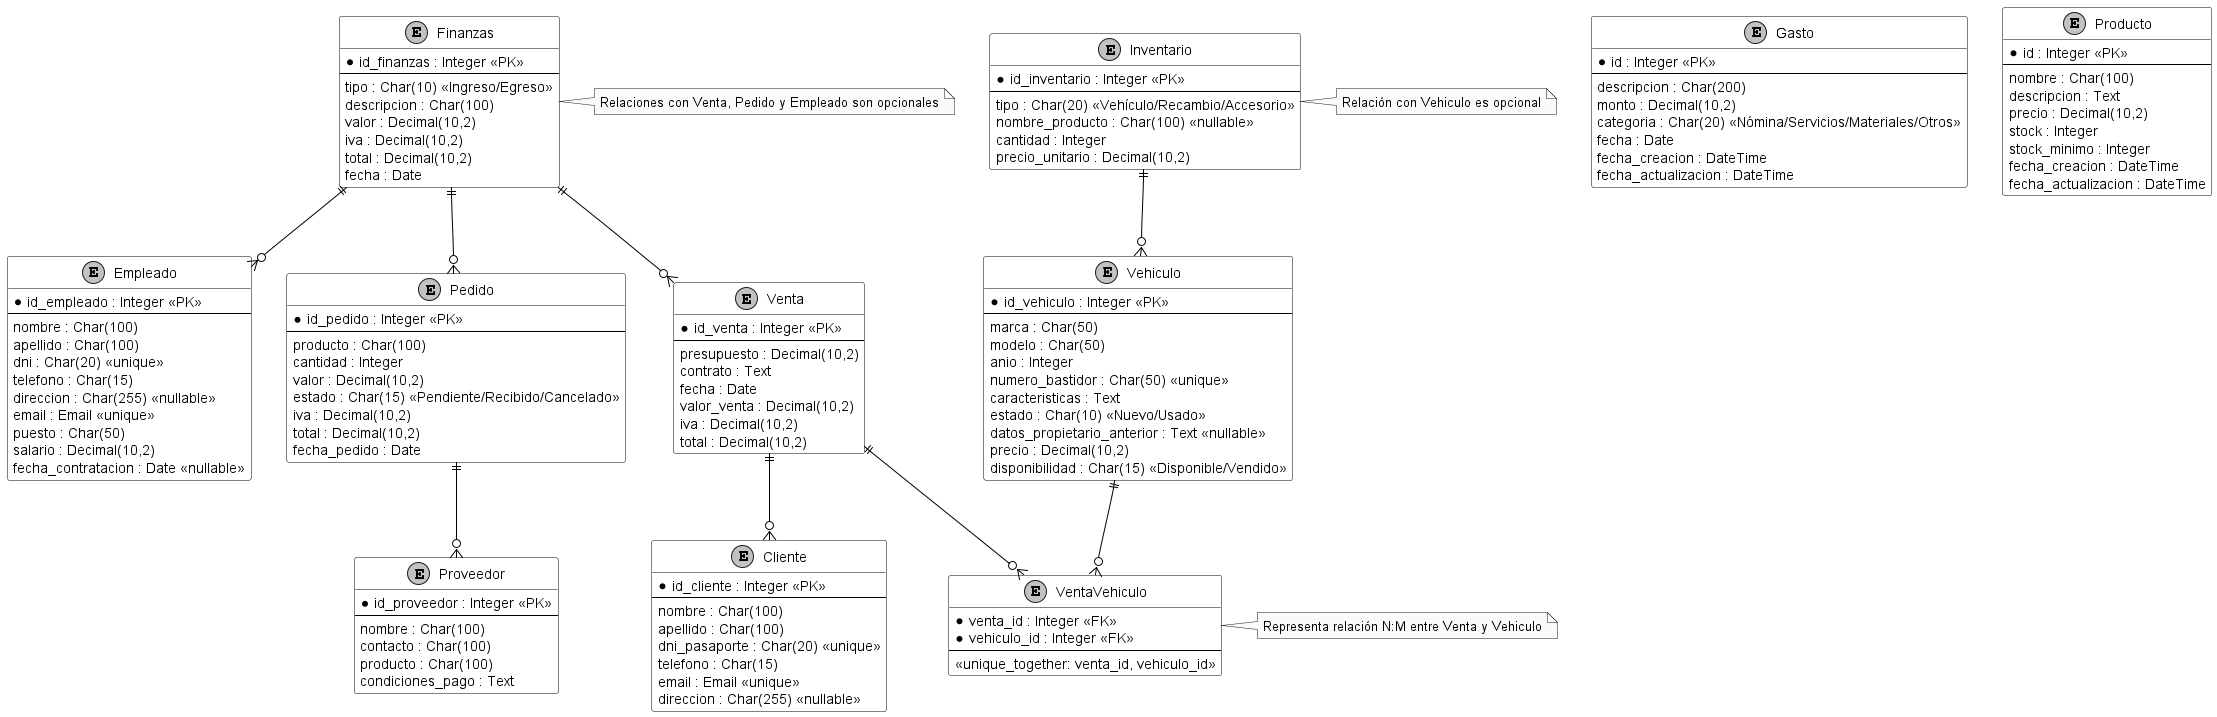 E Finanzas
id_finanzas : Integer «PK»
tipo : Char(10) «Ingreso/Egreso»
descripcion : Char(100)
valor : Decimal(10,2)
iva : Decimal(10,2)
total : Decimal(10,2)
fecha : Date
Relaciones con Venta, Pedido y Empleado son opcionales
E Inventario
id_inventario : Integer «PK»
tipo : Char(20) «Vehículo/Recambio/Accesorio»
nombre_producto : Char(100) «nullable»
cantidad : Integer
precio_unitario : Decimal(10,2)
Relación con Vehiculo es opcional
E Gasto
id : Integer «PK»
descripcion : Char(200)
monto : Decimal(10,2)
categoria : Char(20) «Nómina/Servicios/Materiales/Otros»
fecha : Date
fecha_creacion : DateTime
fecha_actualizacion : DateTime
E Producto
id : Integer «PK»
nombre : Char(100)
descripcion : Text
precio : Decimal(10,2)
stock : Integer
stock_minimo : Integer
fecha_creacion : DateTime
fecha_actualizacion : DateTime
E Empleado
id_empleado : Integer «PK»
nombre : Char(100)
apellido : Char(100)
dni : Char(20) «unique»
telefono : Char(15)
direccion : Char(255) «nullable»
email : Email «unique»
puesto : Char(50)
salario : Decimal(10,2)
fecha_contratacion : Date «nullable»
E Pedido
id_pedido : Integer «PK»
producto : Char(100)
cantidad : Integer
valor : Decimal(10,2)
estado : Char(15) «Pendiente/Recibido/Cancelado»
iva : Decimal(10,2)
total : Decimal(10,2)
fecha_pedido : Date
E Venta
id_venta : Integer «PK»
presupuesto : Decimal(10,2)
contrato : Text
fecha : Date
valor_venta : Decimal(10,2)
iva : Decimal(10,2)
total : Decimal(10,2)
E Vehiculo
id_vehiculo : Integer «PK»
marca : Char(50)
modelo : Char(50)
anio : Integer
numero_bastidor : Char(50) «unique»
caracteristicas : Text
estado : Char(10) «Nuevo/Usado»
datos_propietario_anterior : Text «nullable»
precio : Decimal(10,2)
disponibilidad : Char(15) «Disponible/Vendido»
E Proveedor
id_proveedor : Integer «PK»
nombre : Char(100)
contacto : Char(100)
producto : Char(100)
condiciones_pago : Text
E Cliente
id_cliente : Integer «PK»
nombre : Char(100)
apellido : Char(100)
dni_pasaporte : Char(20) «unique»
telefono : Char(15)
email : Email «unique»
direccion : Char(255) «nullable»
E VentaVehiculo
venta_id : Integer «FK»
vehiculo_id : Integer «FK»
«unique_together: venta_id, vehiculo_id»
Representa relación N:M entre Venta y Vehiculo